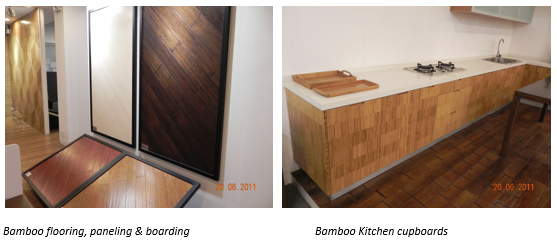 20.06.2011
20.06.2011
Bamboo flooring, paneling & boarding
Bamboo Kitchen cupboards